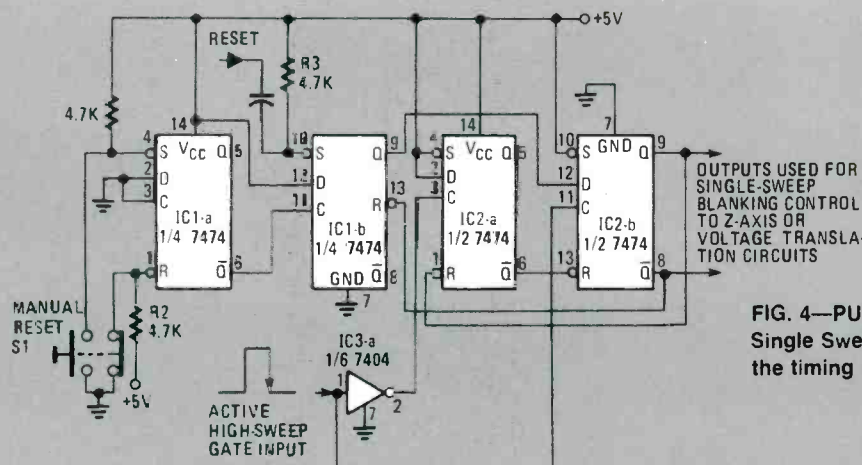 +5V
RESET
R3
4.7K
4.7K
14
4
S
VCC
Q
5
2
D
3
C
IC1-a
1/4 7474
1
R
Q
6
10
S
Q
9
12
D
13
11
C
R
IC1-b
1/4 7474
GND
Q
8
7
14
4
S
VCC
Q
5
2
D
3
C
IC2-a
1/2 7474
1
R
Q
6
7
10
S
GND
Q
9
12
D
11
C
IC2-b
1/2 7474
13
R
Q
8
OUTPUTS USED FOR
SINGLE-SWEEP
BLANKING CONTROL
TO Z-AXIS OR
VOLTAGE TRANSLA-
TION CIRCUITS
MANUAL
RESET
S1
R2
4.7K
+5V
IC3-a
1/6 7404
1
2
7
ACTIVE
HIGH-SWEEP
GATE INPUT
FIG. 4—PU
Single Swe
the timing